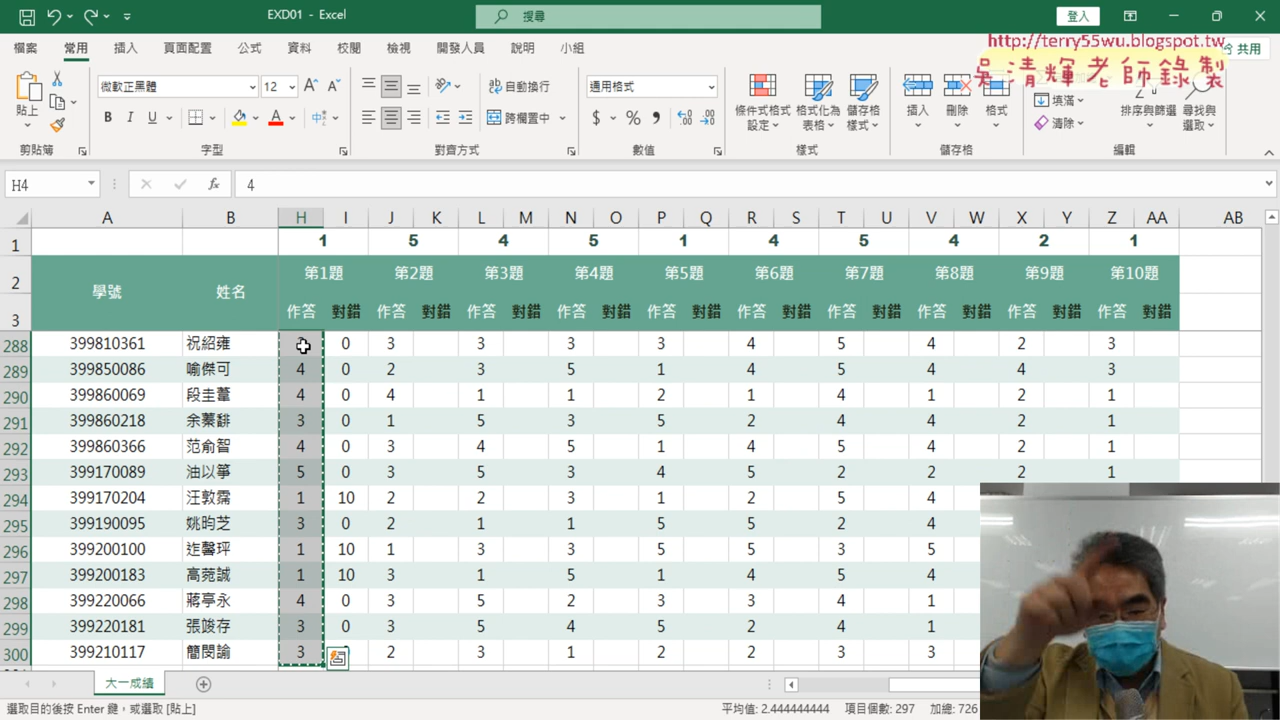 EXD01 - Excel
搜尋
登入
檔案 常用 插入 頁面配置 公式 資料 校閱 檢視 開發人員 說明 小組
共用
http://terry55wu.blogspot.tw
吳清輝老師錄製
貼上
剪貼簿
微軟正黑體 12
B I U A
字型
自動換行
跨欄置中
對齊方式
通用格式
$ % ,
數值
條件式格式設定 格式化為表格 儲存格樣式
樣式
插入 刪除 格式
儲存格
填滿
清除
排序與篩選 尋找與選取
編輯
H4 fx 4
A B H I J K L M N O P Q R S T U V W X Y Z AA AB
1 1 5 4 5 1 4 5 4 2 1
2 學號 姓名 第1題 第2題 第3題 第4題 第5題 第6題 第7題 第8題 第9題 第10題
3 作答 對錯 作答 對錯 作答 對錯 作答 對錯 作答 對錯 作答 對錯 作答 對錯 作答 對錯 作答 對錯 作答 對錯
288 399810361 祝紹雍 0 3 3 3 3 4 5 4 2 3
289 399850086 喻傑可 4 0 2 3 5 1 4 5 4 4 3
290 399860069 段圭葦 4 0 4 1 1 2 1 4 1 2 1
291 399860218 3 0 1 5 3 5 2 4 4 2 1
292 399860366 范俞智 4 0 3 4 5 1 4 5 4 2 1
293 399170089 油以箏 5 0 3 5 3 4 5 2 2 2 1
294 399170204 汪敦霈 1 10 2 2 3 1 2 5 4
295 399190095 姚昀芝 3 0 2 1 1 5 5 2 4
296 399200100 迮馨坪 1 10 1 3 3 5 5 3 5
297 399200183 高菀誠 1 10 3 1 5 1 4 5 4
298 399220066 蔣亭永 4 0 3 5 2 3 3 4 1
299 399220181 張竣存 3 0 3 5 4 5 2 4 1
300 399210117 簡閔諭 3 2 3 1 2 2 3 3
大一成績
選取目的後按 Enter 鍵，或選取 [貼上]
平均值: 2.444444444 項目個數: 297 加總: 726